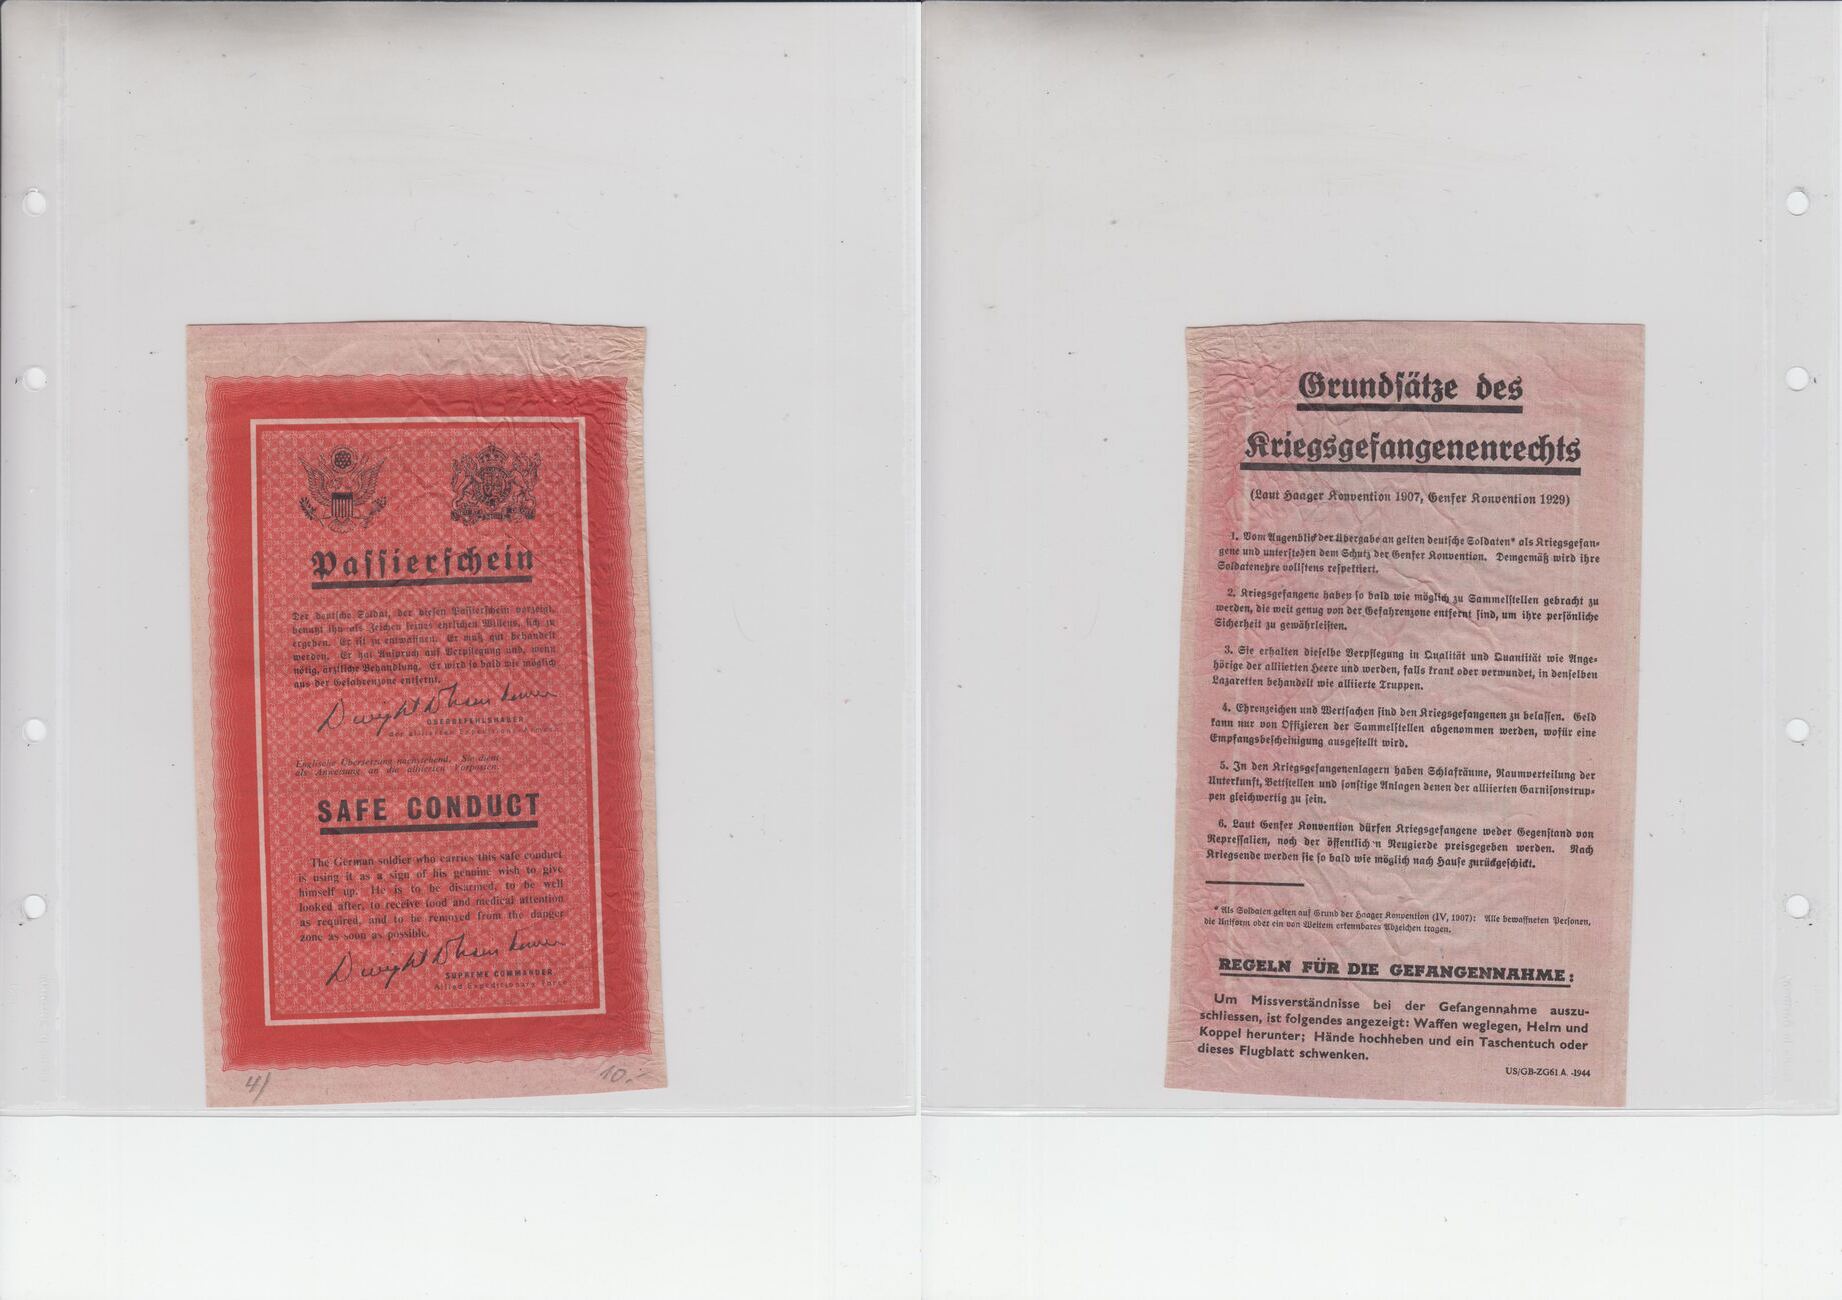 Passierschein
Der deutsche Soldat, der diesen Passierschein vorzeigt,
benutzt ihn als Zeichen seines ehrlichen Willens, sich zu
ergeben. Er ist zu entwaffnen. Er muß gut behandelt
werden. Er hat Anspruch auf Verpflegung und, wenn
nötig, ärztliche Behandlung. Er wird so bald wie möglich
aus der Gefahrenzone entfernt.
Dwight D Eisenhower
OBERBEFEHLSHABER
der alliierten Expeditions-Armeen
Englische Übersetzung nachstehend. Sie dient
als Anweisung an die alliierten Vorposten.
SAFE CONDUCT
The German soldier who carries this safe conduct
is using it as a sign of his genuine wish to give
himself up. He is to be disarmed, to be well
looked after, to receive food and medical attention
as required, and to be removed from the danger
zone as soon as possible.
Dwight D Eisenhower
SUPREME COMMANDER
Allied Expeditionary Force
4/
10.-
Grundsätze des
Kriegsgefangenenrechts
(Laut Haager Konvention 1907, Genfer Konvention 1929)
1. Vom Augenblick der Übergabe an gelten deutsche Soldaten* als Kriegsgefan-
gene und unterstehen dem Schutz der Genfer Konvention. Demgemäß wird ihre
Soldatenehre vollstens respektiert.
2. Kriegsgefangene haben so bald wie möglich zu Sammelstellen gebracht zu
werden, die weit genug von der Gefahrenzone entfernt sind, um ihre persönliche
Sicherheit zu gewährleisten.
3. Sie erhalten dieselbe Verpflegung in Qualität und Quantität wie Ange-
hörige der alliierten Heere und werden, falls krank oder verwundet, in denselben
Lazaretten behandelt wie alliierte Truppen.
4. Ehrenzeichen und Wertsachen sind den Kriegsgefangenen zu belassen. Geld
kann nur von Offizieren der Sammelstellen abgenommen werden, wofür eine
Empfangsbescheinigung ausgestellt wird.
5. In den Kriegsgefangenenlagern haben Schlafräume, Raumverteilung der
Unterkunft, Bettstellen und sonstige Anlagen denen der alliierten Garnisonstrup-
pen gleichwertig zu sein.
6. Laut Genfer Konvention dürfen Kriegsgefangene weder Gegenstand von
Repressalien, noch der öffentlichen Neugierde preisgegeben werden. Nach
Kriegsende werden sie so bald wie möglich nach Hause zurückgeschickt.
* Als Soldaten gelten auf Grund der Haager Konvention (IV, 1907): Alle bewaffneten Personen,
die Uniform oder ein von Weitem erkennbares Abzeichen tragen.
REGELN FÜR DIE GEFANGENNAHME:
Um Missverständnisse bei der Gefangennahme auszu-
schliessen, ist folgendes angezeigt: Waffen weglegen, Helm und
Koppel herunter; Hände hochheben und ein Taschentuch oder
dieses Flugblatt schwenken.
US/GB-ZG61 A. -1944